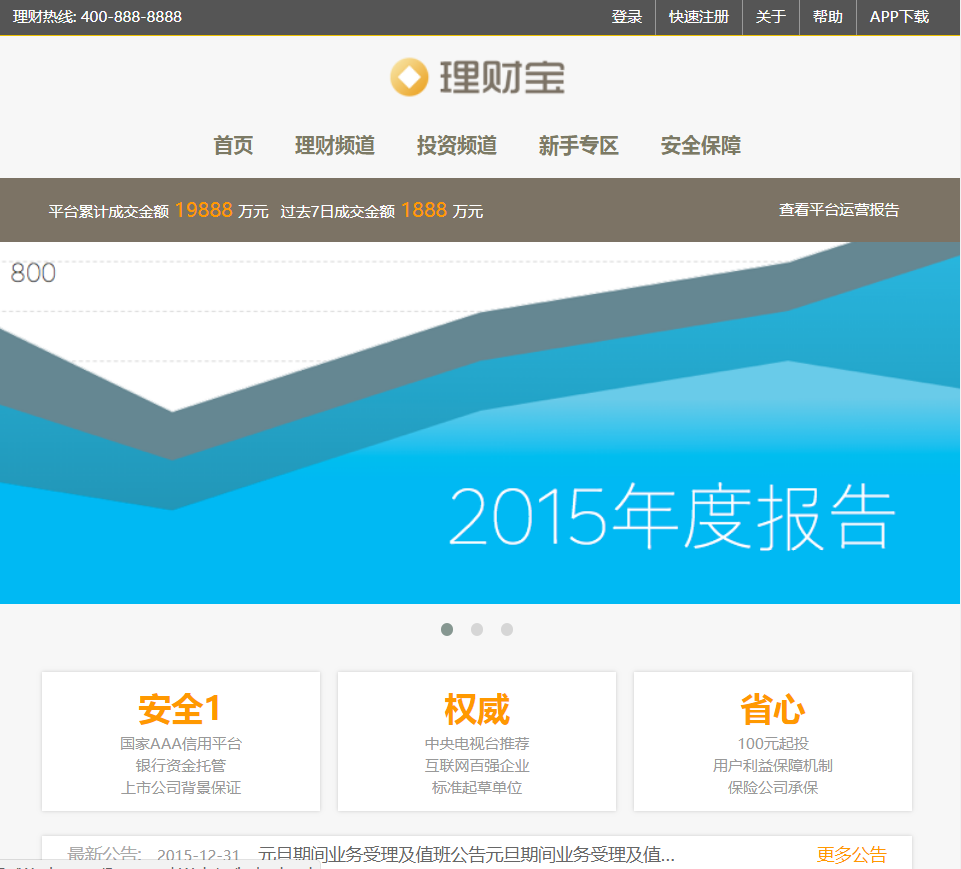 理财热线: 400-888-8888 登录 快速注册 关于 帮助 APP下载
理财宝
首页 理财频道 投资频道 新手专区 安全保障
平台累计成交金额 19888 万元 过去7日成交金额 1888 万元 查看平台运营报告
800
2015年度报告
安全1 权威 省心
国家AAA信用平台 中央电视台推荐 100元起投
银行资金托管 互联网百强企业 用户利益保障机制
上市公司背景保证 标准起草单位 保险公司承保
最新公告: 2015-12-31 元旦期间业务受理及值班公告元旦期间业务受理及值... 更多公告